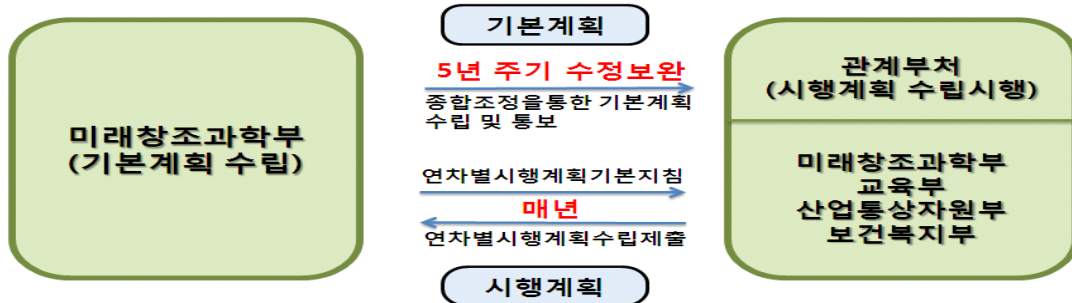 기본계획
미래창조과학부
(기본계획 수립)
5년 주기 수정보완
종합조정을통한 기본계획
수립 및 통보
연차별시행계획기본지침
매년
연차별시행계획수립제출
시행계획
관계부처
(시행계획 수립시행)
미래창조과학부
교육부
산업통상자원부
보건복지부